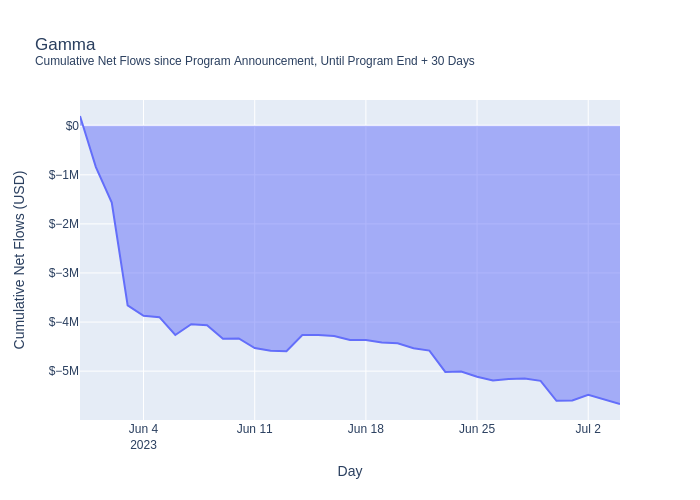 Gamma
Cumulative Net Flows since Program Announcement, Until Program End + 30 Days
Cumulative Net Flows (USD)
$0
$−1M
$−2M
$−3M
$−4M
$−5M
Jun 4
2023
Jun 11
Jun 18
Jun 25
Jul 2
Day